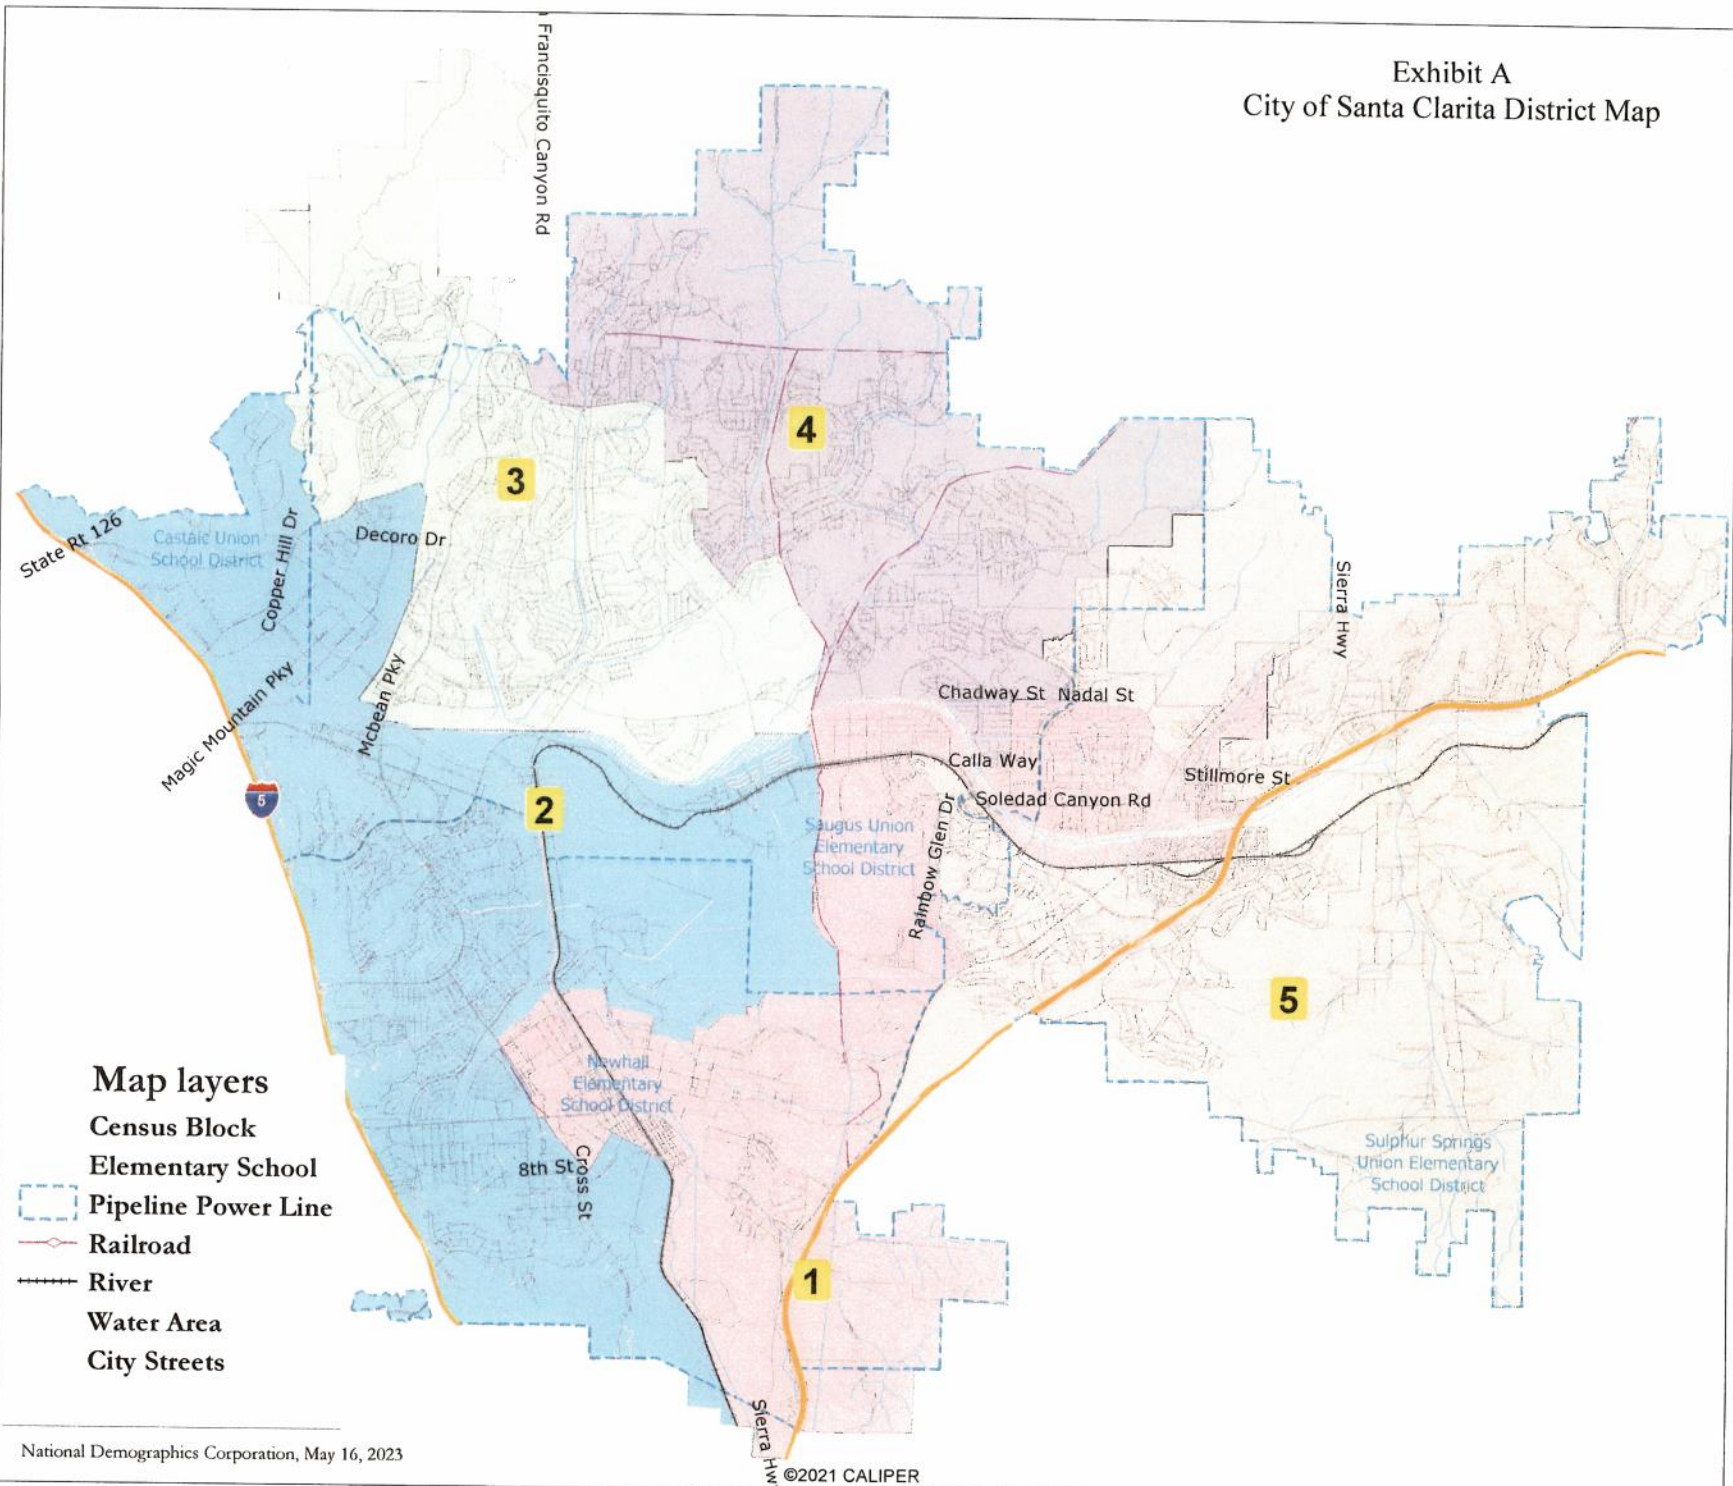 Exhibit A
City of Santa Clarita District Map
Francisquito Canyon Rd
4
3
State Rt 126
Castaic Union
School District
Copper Hill Dr
Decoro Dr
Sierra Hwy
Magic Mountain Pky
Mcbean Pky
Chadway St
Nadal St
Calla Way
Stillmore St
Soledad Canyon Rd
5
2
Saugus Union
Elementary
School District
Rainbow Glen Dr
5
Newhall
Elementary
School District
8th St
Cross St
Sulphur Springs
Union Elementary
School District
1
Map layers
Census Block
Elementary School
Pipeline Power Line
Railroad
River
Water Area
City Streets
Sierra Hw
National Demographics Corporation, May 16, 2023
©2021 CALIPER